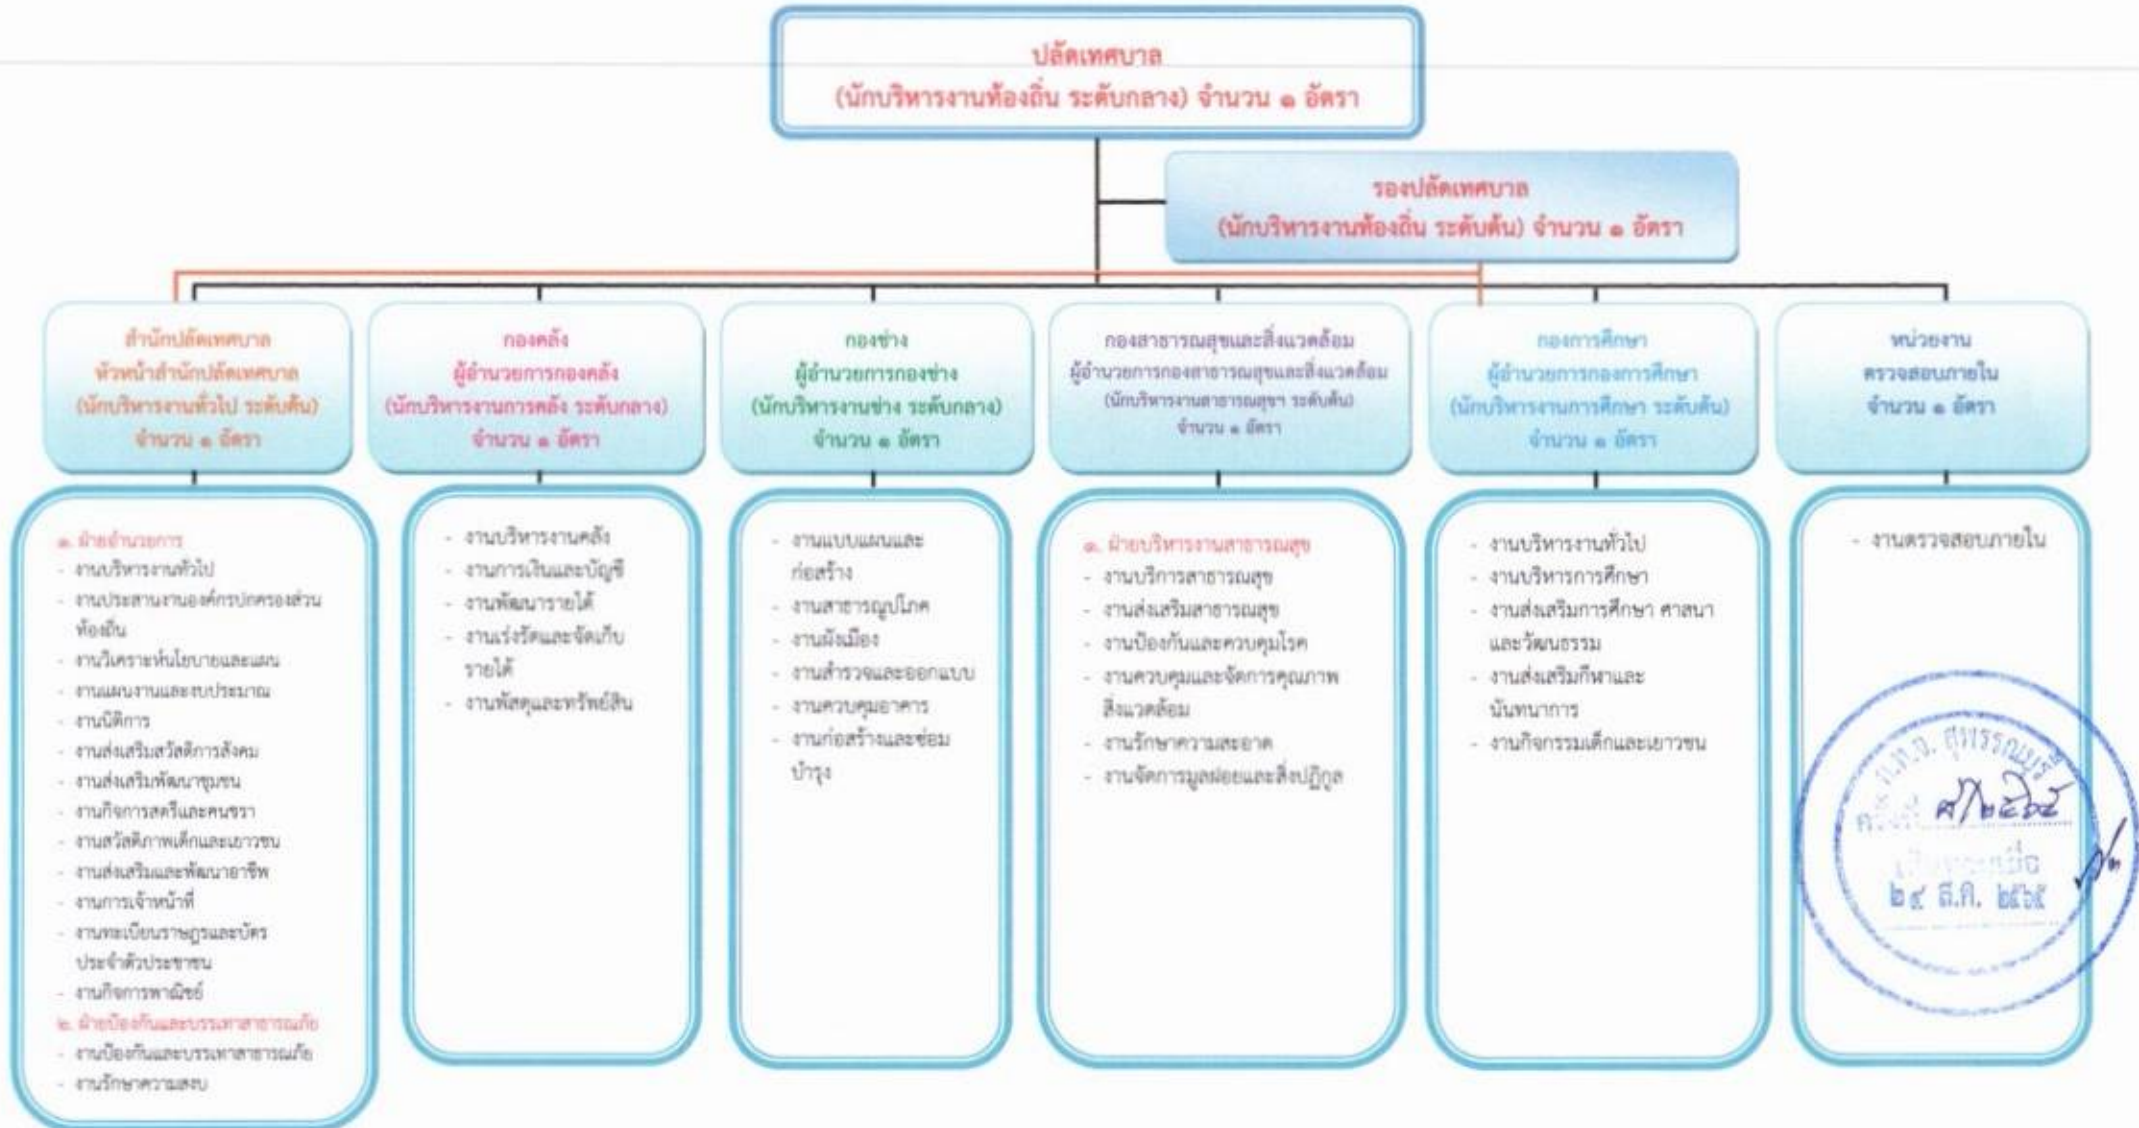 ปลัดเทศบาล
(นักบริหารงานท้องถิ่น ระดับกลาง) จำนวน ๑ อัตรา
รองปลัดเทศบาล
(นักบริหารงานท้องถิ่น ระดับต้น) จำนวน ๑ อัตรา
สำนักปลัดเทศบาล
หัวหน้าสำนักปลัดเทศบาล
(นักบริหารงานทั่วไป ระดับต้น)
จำนวน ๑ อัตรา
กองคลัง
ผู้อำนวยการกองคลัง
(นักบริหารงานการคลัง ระดับกลาง)
จำนวน ๑ อัตรา
กองช่าง
ผู้อำนวยการกองช่าง
(นักบริหารงานช่าง ระดับกลาง)
จำนวน ๑ อัตรา
กองสาธารณสุขและสิ่งแวดล้อม
ผู้อำนวยการกองสาธารณสุขและสิ่งแวดล้อม
(นักบริหารงานสาธารณสุขฯ ระดับต้น)
จำนวน ๑ อัตรา
กองการศึกษา
ผู้อำนวยการกองการศึกษา
(นักบริหารงานการศึกษา ระดับต้น)
จำนวน ๑ อัตรา
หน่วยงาน
ตรวจสอบภายใน
จำนวน ๑ อัตรา
๑. ฝ่ายอำนวยการ
- งานบริหารงานทั่วไป
- งานประสานงานองค์กรปกครองส่วน
ท้องถิ่น
- งานวิเคราะห์นโยบายและแผน
- งานแผนงานและงบประมาณ
- งานนิติการ
- งานส่งเสริมสวัสดิการสังคม
- งานส่งเสริมพัฒนาชุมชน
- งานกิจการสตรีและคนชรา
- งานสวัสดิภาพเด็กและเยาวชน
- งานส่งเสริมและพัฒนาอาชีพ
- งานการเจ้าหน้าที่
- งานทะเบียนราษฎรและบัตร
ประจำตัวประชาชน
- งานกิจการพาณิชย์
๒. ฝ่ายป้องกันและบรรเทาสาธารณภัย
- งานป้องกันและบรรเทาสาธารณภัย
- งานรักษาความสงบ
- งานบริหารงานคลัง
- งานการเงินและบัญชี
- งานพัฒนารายได้
- งานเร่งรัดและจัดเก็บ
รายได้
- งานพัสดุและทรัพย์สิน
- งานแบบแผนและ
ก่อสร้าง
- งานสาธารณูปโภค
- งานผังเมือง
- งานสำรวจและออกแบบ
- งานควบคุมอาคาร
- งานก่อสร้างและซ่อม
บำรุง
๑. ฝ่ายบริหารงานสาธารณสุข
- งานบริการสาธารณสุข
- งานส่งเสริมสาธารณสุข
- งานป้องกันและควบคุมโรค
- งานควบคุมและจัดการคุณภาพ
สิ่งแวดล้อม
- งานรักษาความสะอาด
- งานจัดการมูลฝอยและสิ่งปฏิกูล
- งานบริหารงานทั่วไป
- งานบริหารการศึกษา
- งานส่งเสริมการศึกษา ศาสนา
และวัฒนธรรม
- งานส่งเสริมกีฬาและ
นันทนาการ
- งานกิจกรรมเด็กและเยาวชน
- งานตรวจสอบภายใน
ก.ท.จ. สุพรรณบุรี
ครั้งที่
๒๔ ส.ค. ๒๕๖๕